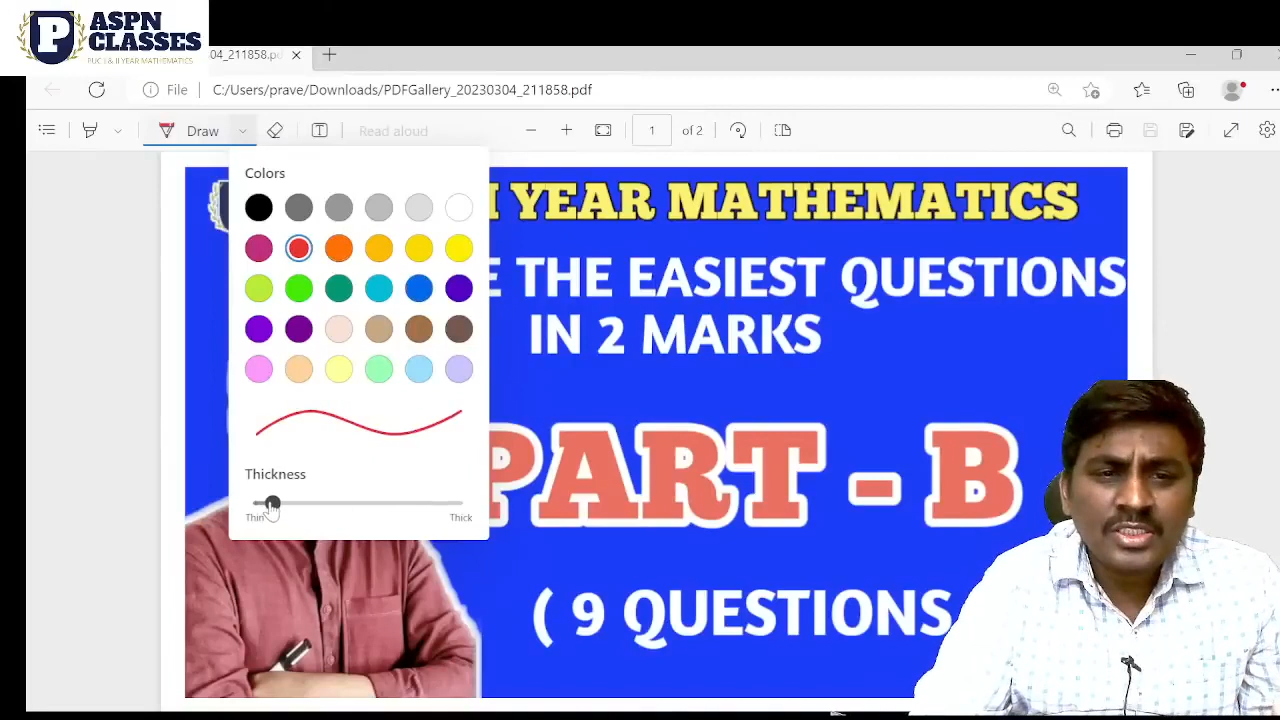 ASPN
CLASSES
PUC I & II YEAR MATHEMATICS
04_211858.pd
File C:/Users/prave/Downloads/PDFGallery_20230304_211858.pdf
Draw Read aloud 1 of 2
Colors
Thickness
Thin Thick
I YEAR MATHEMATICS
E THE EASIEST QUESTIONS
IN 2 MARKS
PART - B
( 9 QUESTIONS